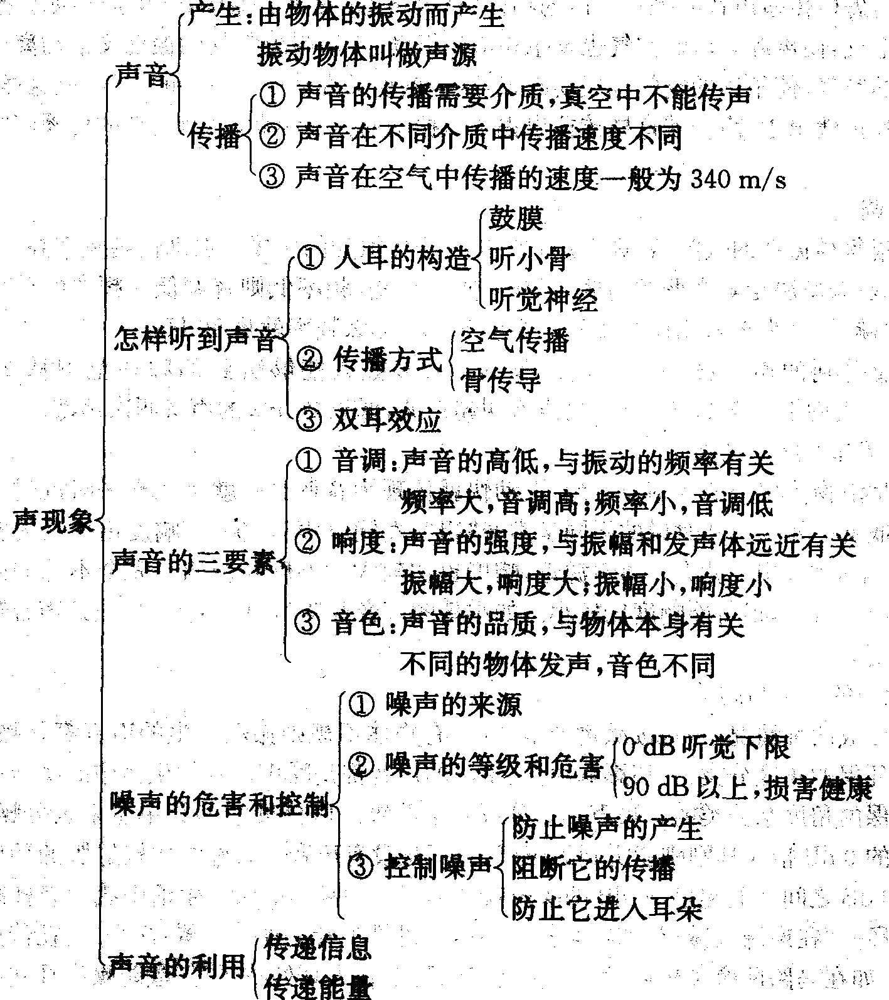 产生:由物体的振动而产生
振动物体叫做声源
声音
① 声音的传播需要介质,真空中不能传声
传播
② 声音在不同介质中传播速度不同
③ 声音在空气中传播的速度一般为 340 m/s
鼓膜
① 人耳的构造
听小骨
听觉神经
怎样听到声音
空气传播
② 传播方式
骨传导
③ 双耳效应
① 音调:声音的高低,与振动的频率有关
频率大,音调高;频率小,音调低
声现象
② 响度:声音的强度,与振幅和发声体远近有关
声音的三要素
振幅大,响度大;振幅小,响度小
③ 音色:声音的品质,与物体本身有关
不同的物体发声,音色不同
① 噪声的来源
0 dB 听觉下限
② 噪声的等级和危害
90 dB 以上,损害健康
噪声的危害和控制
防止噪声的产生
③ 控制噪声
阻断它的传播
防止它进入耳朵
传递信息
声音的利用
传递能量